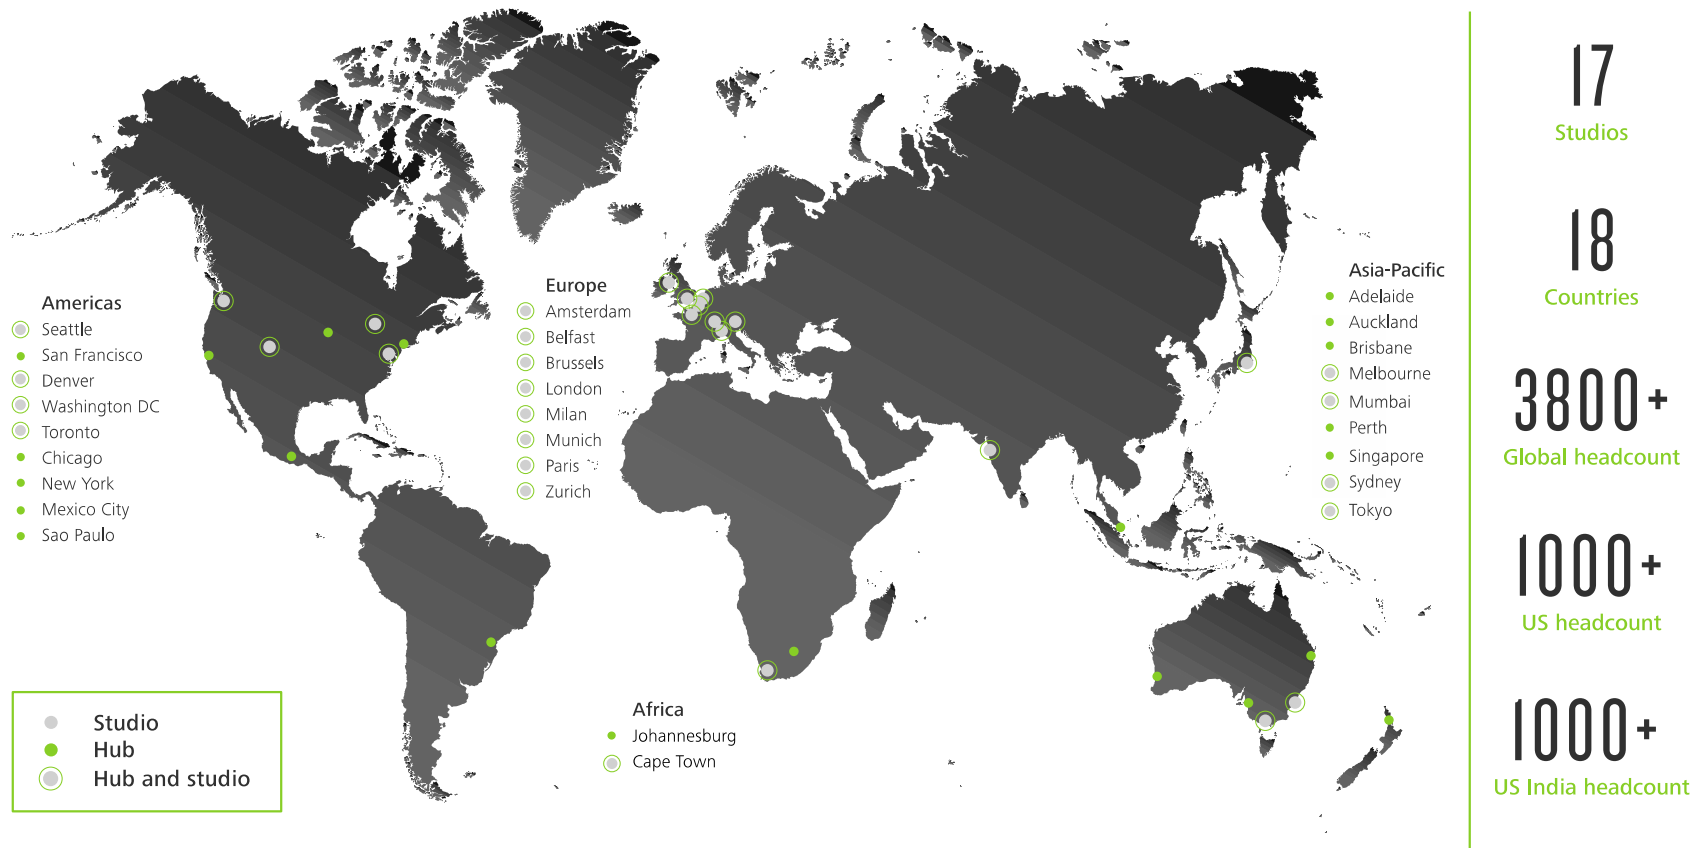 Americas
Seattle
San Francisco
Denver
Washington DC
Toronto
Chicago
New York
Mexico City
Sao Paulo
Studio
Hub
Hub and studio
Europe
Amsterdam
Belfast
Brussels
London
Milan
Munich
Paris
Zurich
Africa
Johannesburg
Cape Town
Asia-Pacific
Adelaide
Auckland
Brisbane
Melbourne
Mumbai
Perth
Singapore
Sydney
Tokyo
17
Studios
18
Countries
3800+
Global headcount
1000+
US headcount
1000+
US India headcount